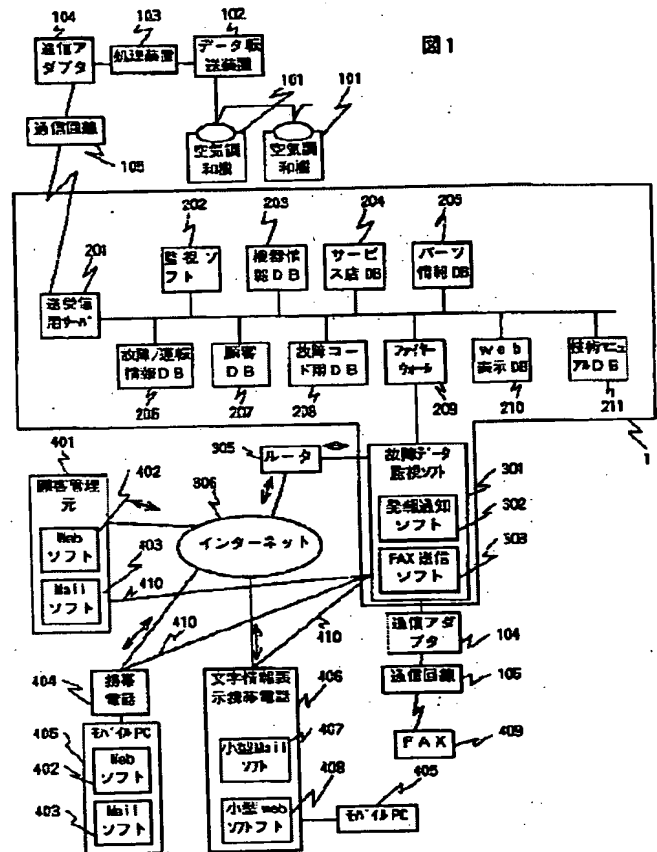 図1
104
103
102
通信ア
ダプタ
処理装置
データ転
送装置
101
101
通信回線
105
空気調
和機
空気調
和機
202
203
204
205
監視ソ
フト
機器情
報DB
サービ
ス店DB
パーツ
情報DB
201
送受信
用サーバ
故障/運転
情報DB
顧客
DB
故障コー
ド用DB
ファイヤー
ウォール
web
表示DB
技術マニュ
アルDB
206
207
208
209
210
211
1
401
402
305
ルータ
306
インターネット
顧客管理
元
Web
ソフト
403
Mail
ソフト
410
410
410
故障データ
監視ソフト
301
発報通知
ソフト
302
FAX送信
ソフト
303
通信アダ
プタ
104
通信回線
105
FAX
409
404
携帯
電話
405
モバイルPC
402
Web
ソフト
403
Mail
ソフト
文字情報表
示携帯電話
406
407
小型Mail
ソフト
408
小型web
ソフトフト
405
モバイルPC